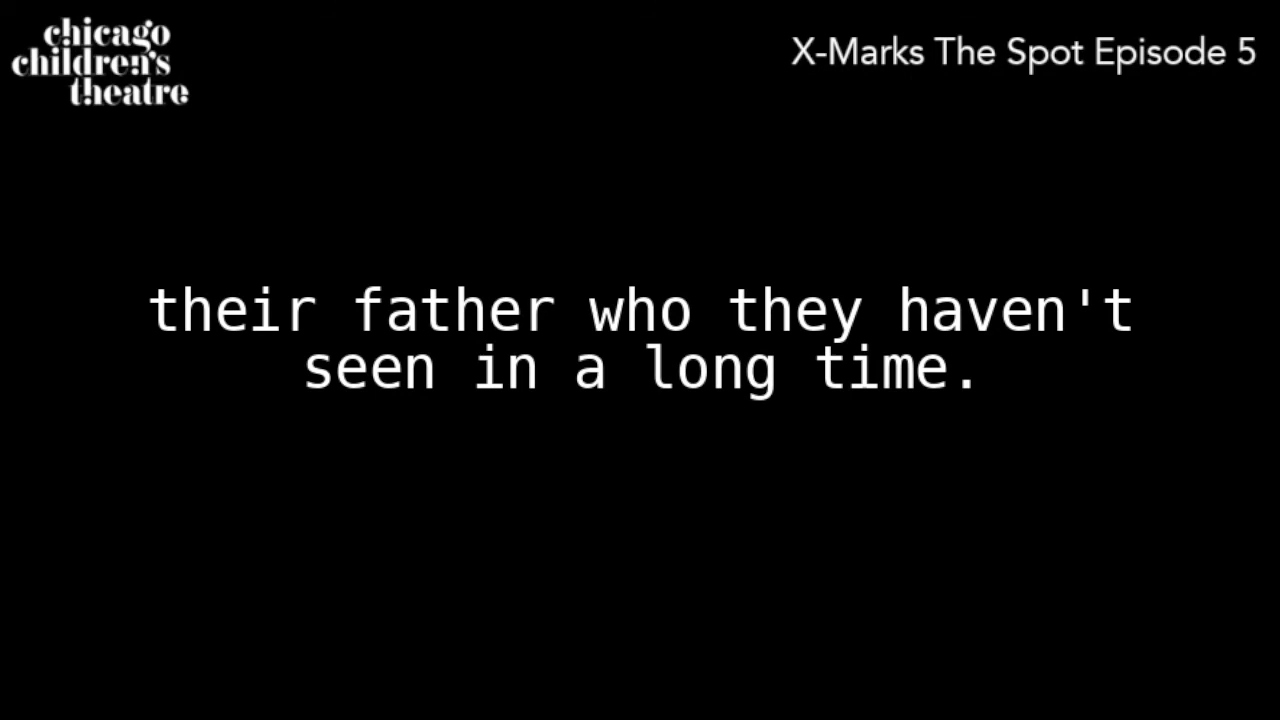 chicago
children's
theatre
X-Marks The Spot Episode 5
their father who they haven't
seen in a long time.